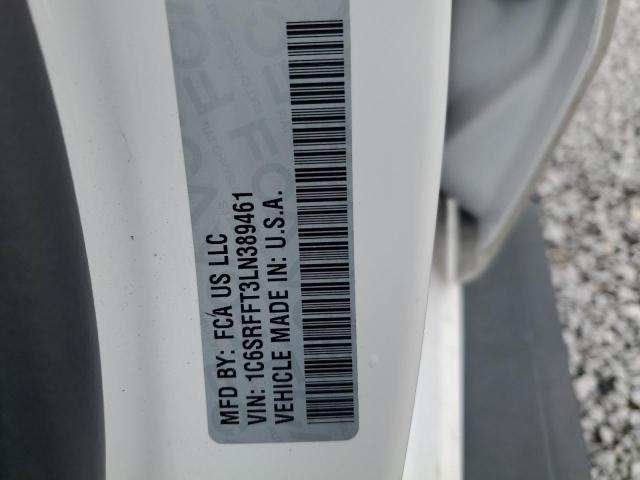 MFD BY: FCA US LLC
VIN: 1C6SRFFT3LN389461
VEHICLE MADE IN: U.S.A.